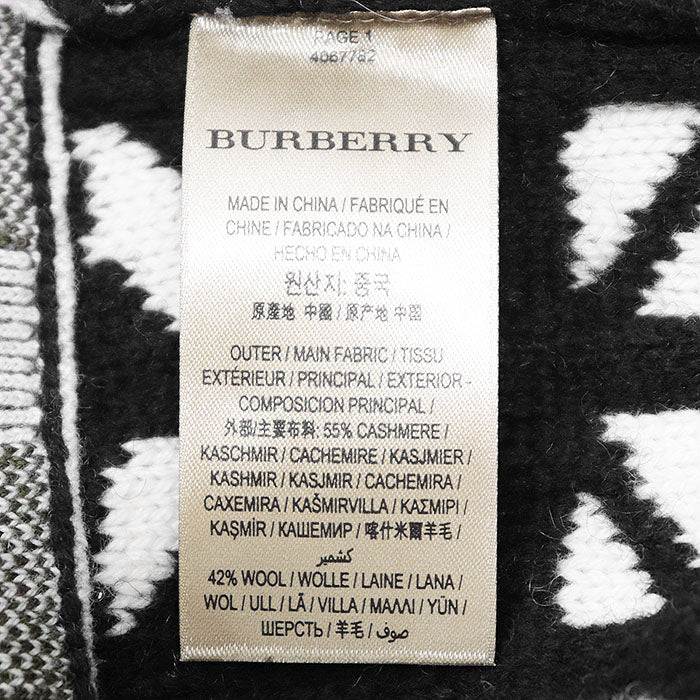 PAGE 1
4067782
BURBERRY
MADE IN CHINA / FABRIQUÉ EN
CHINE / FABRICADO NA CHINA /
HECHO EN CHINA
원산지: 중국
原産地 中國 / 原产地 中国
OUTER / MAIN FABRIC / TISSU
EXTÉRIEUR / PRINCIPAL / EXTERIOR -
COMPOSICION PRINCIPAL /
外部/主要布料: 55% CASHMERE /
KASCHMIR / CACHEMIRE / KASJMIER /
KASHMIR / KASJMIR / CACHEMIRA /
CAXEMIRA / KAŠMIRVILLA / ΚΑΣΜΙΡΙ /
KAŞMİR / КАШЕМИР / 喀什米爾羊毛 /
كشمير
42% WOOL / WOLLE / LAINE / LANA /
WOL / ULL / LÃ / VILLA / ΜΑΛΛΙ / YÜN /
ШЕРСТЬ / 羊毛 / صوف /